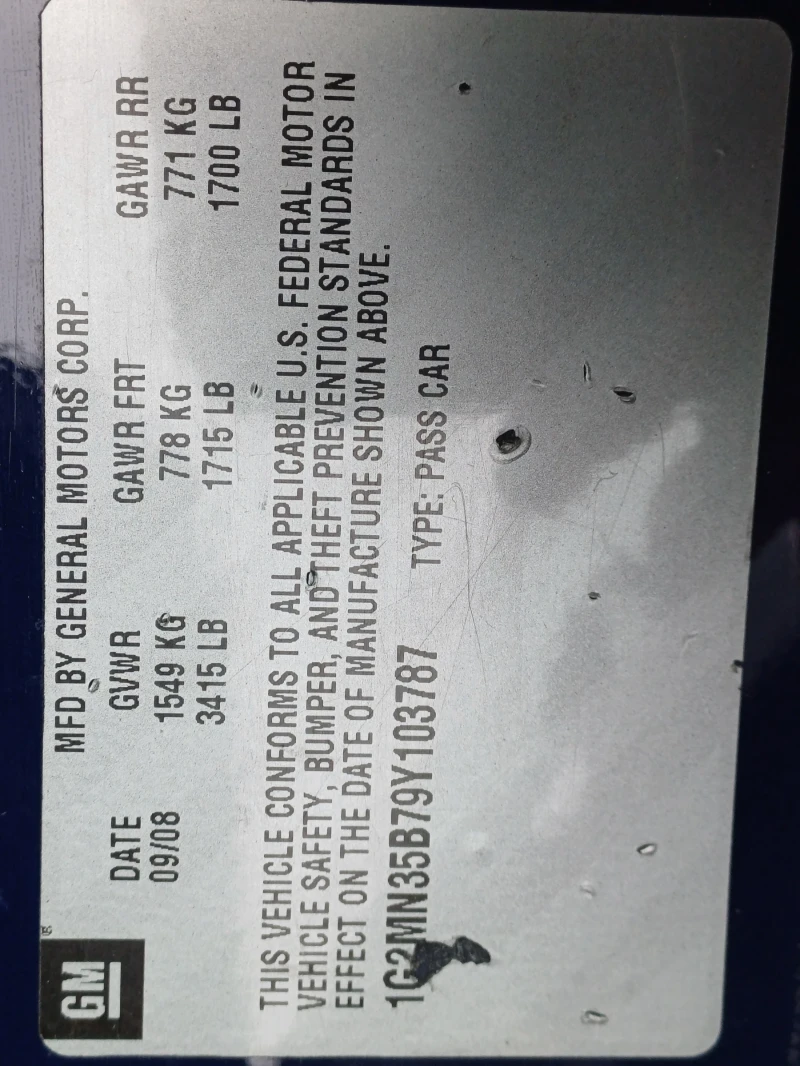 GM
MFD BY GENERAL MOTORS CORP.
DATE GVWR GAWR FRT GAWR RR
09/08 1549 KG 778 KG 771 KG
3415 LB 1715 LB 1700 LB
THIS VEHICLE CONFORMS TO ALL APPLICABLE U.S. FEDERAL MOTOR
VEHICLE SAFETY, BUMPER, AND THEFT PREVENTION STANDARDS IN
EFFECT ON THE DATE OF MANUFACTURE SHOWN ABOVE.
1G2MN35B79Y103787 TYPE: PASS CAR